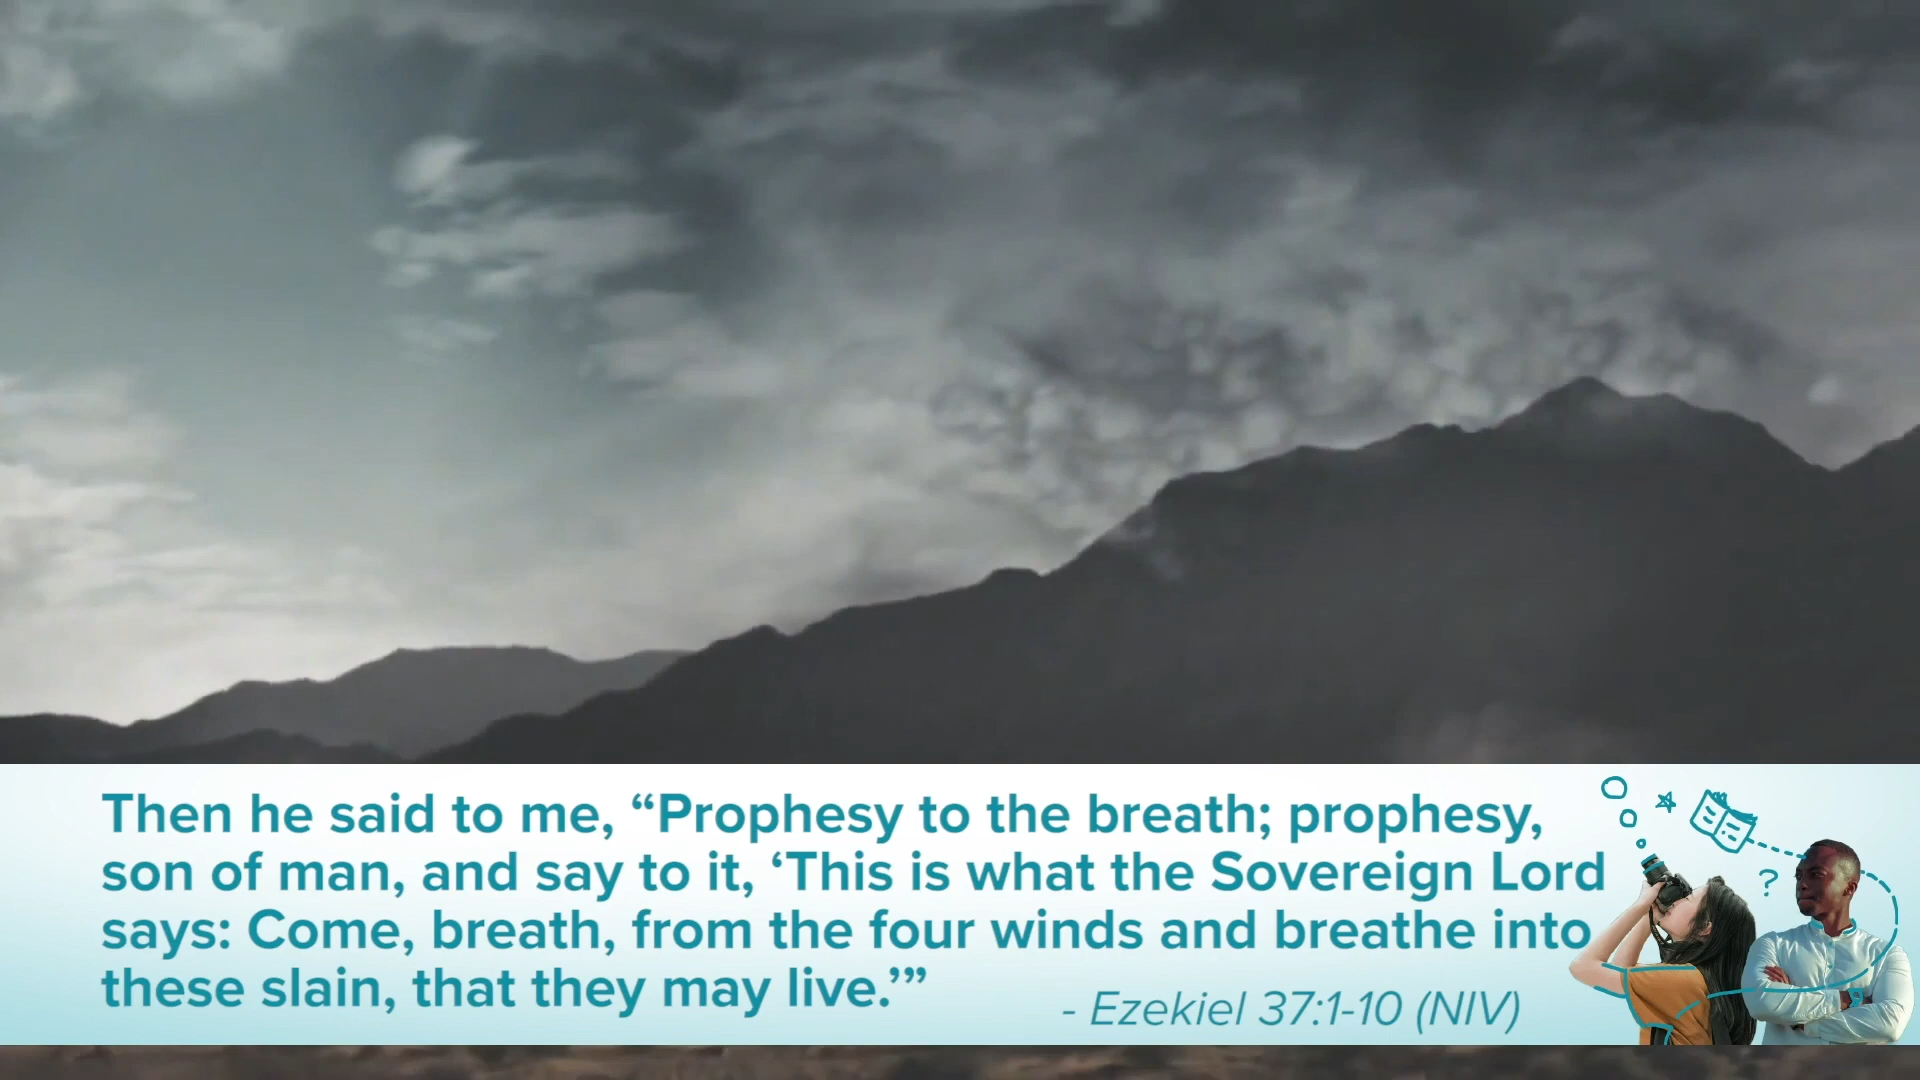 Then he said to me, “Prophesy to the breath; prophesy,
son of man, and say to it, ‘This is what the Sovereign Lord
says: Come, breath, from the four winds and breathe into
these slain, that they may live.’”
- Ezekiel 37:1-10 (NIV)
?